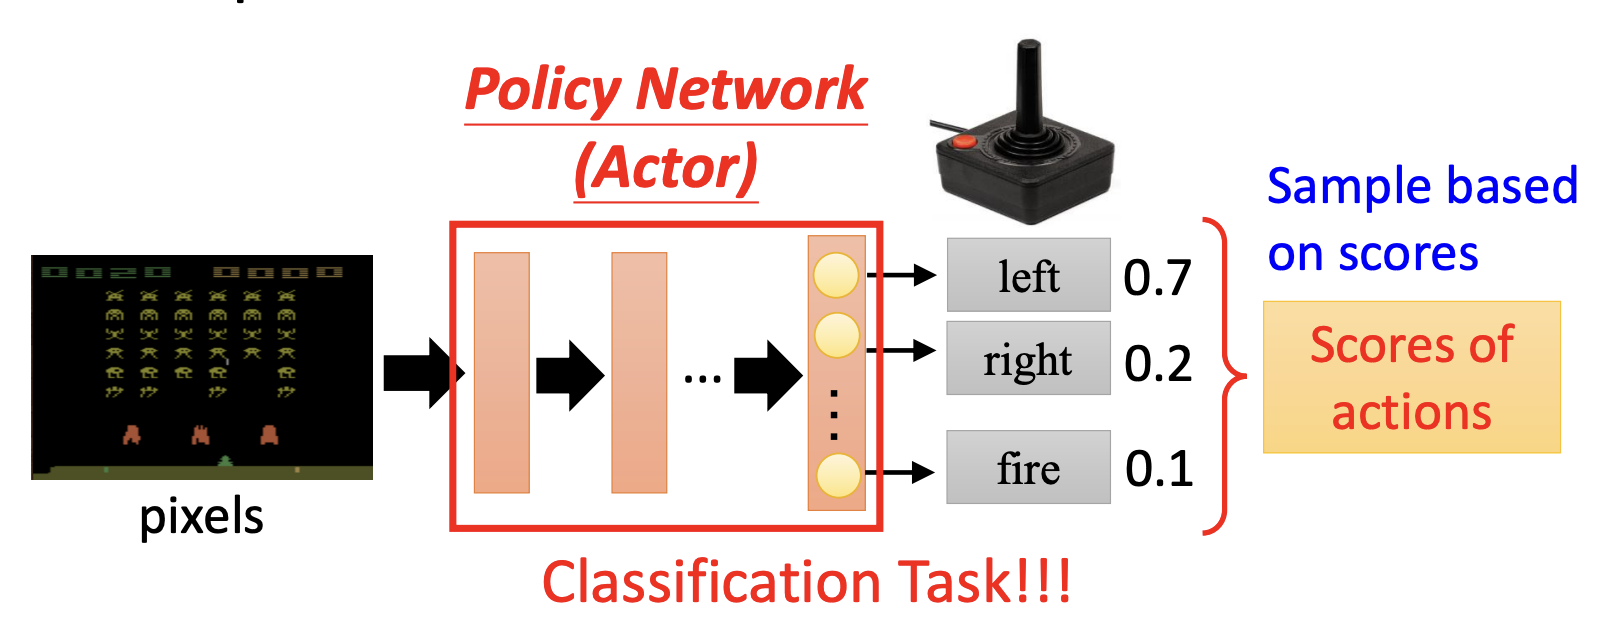 Policy Network
(Actor)
Sample based
on scores
left 0.7
right 0.2
...
fire 0.1
Scores of
actions
pixels
Classification Task!!!